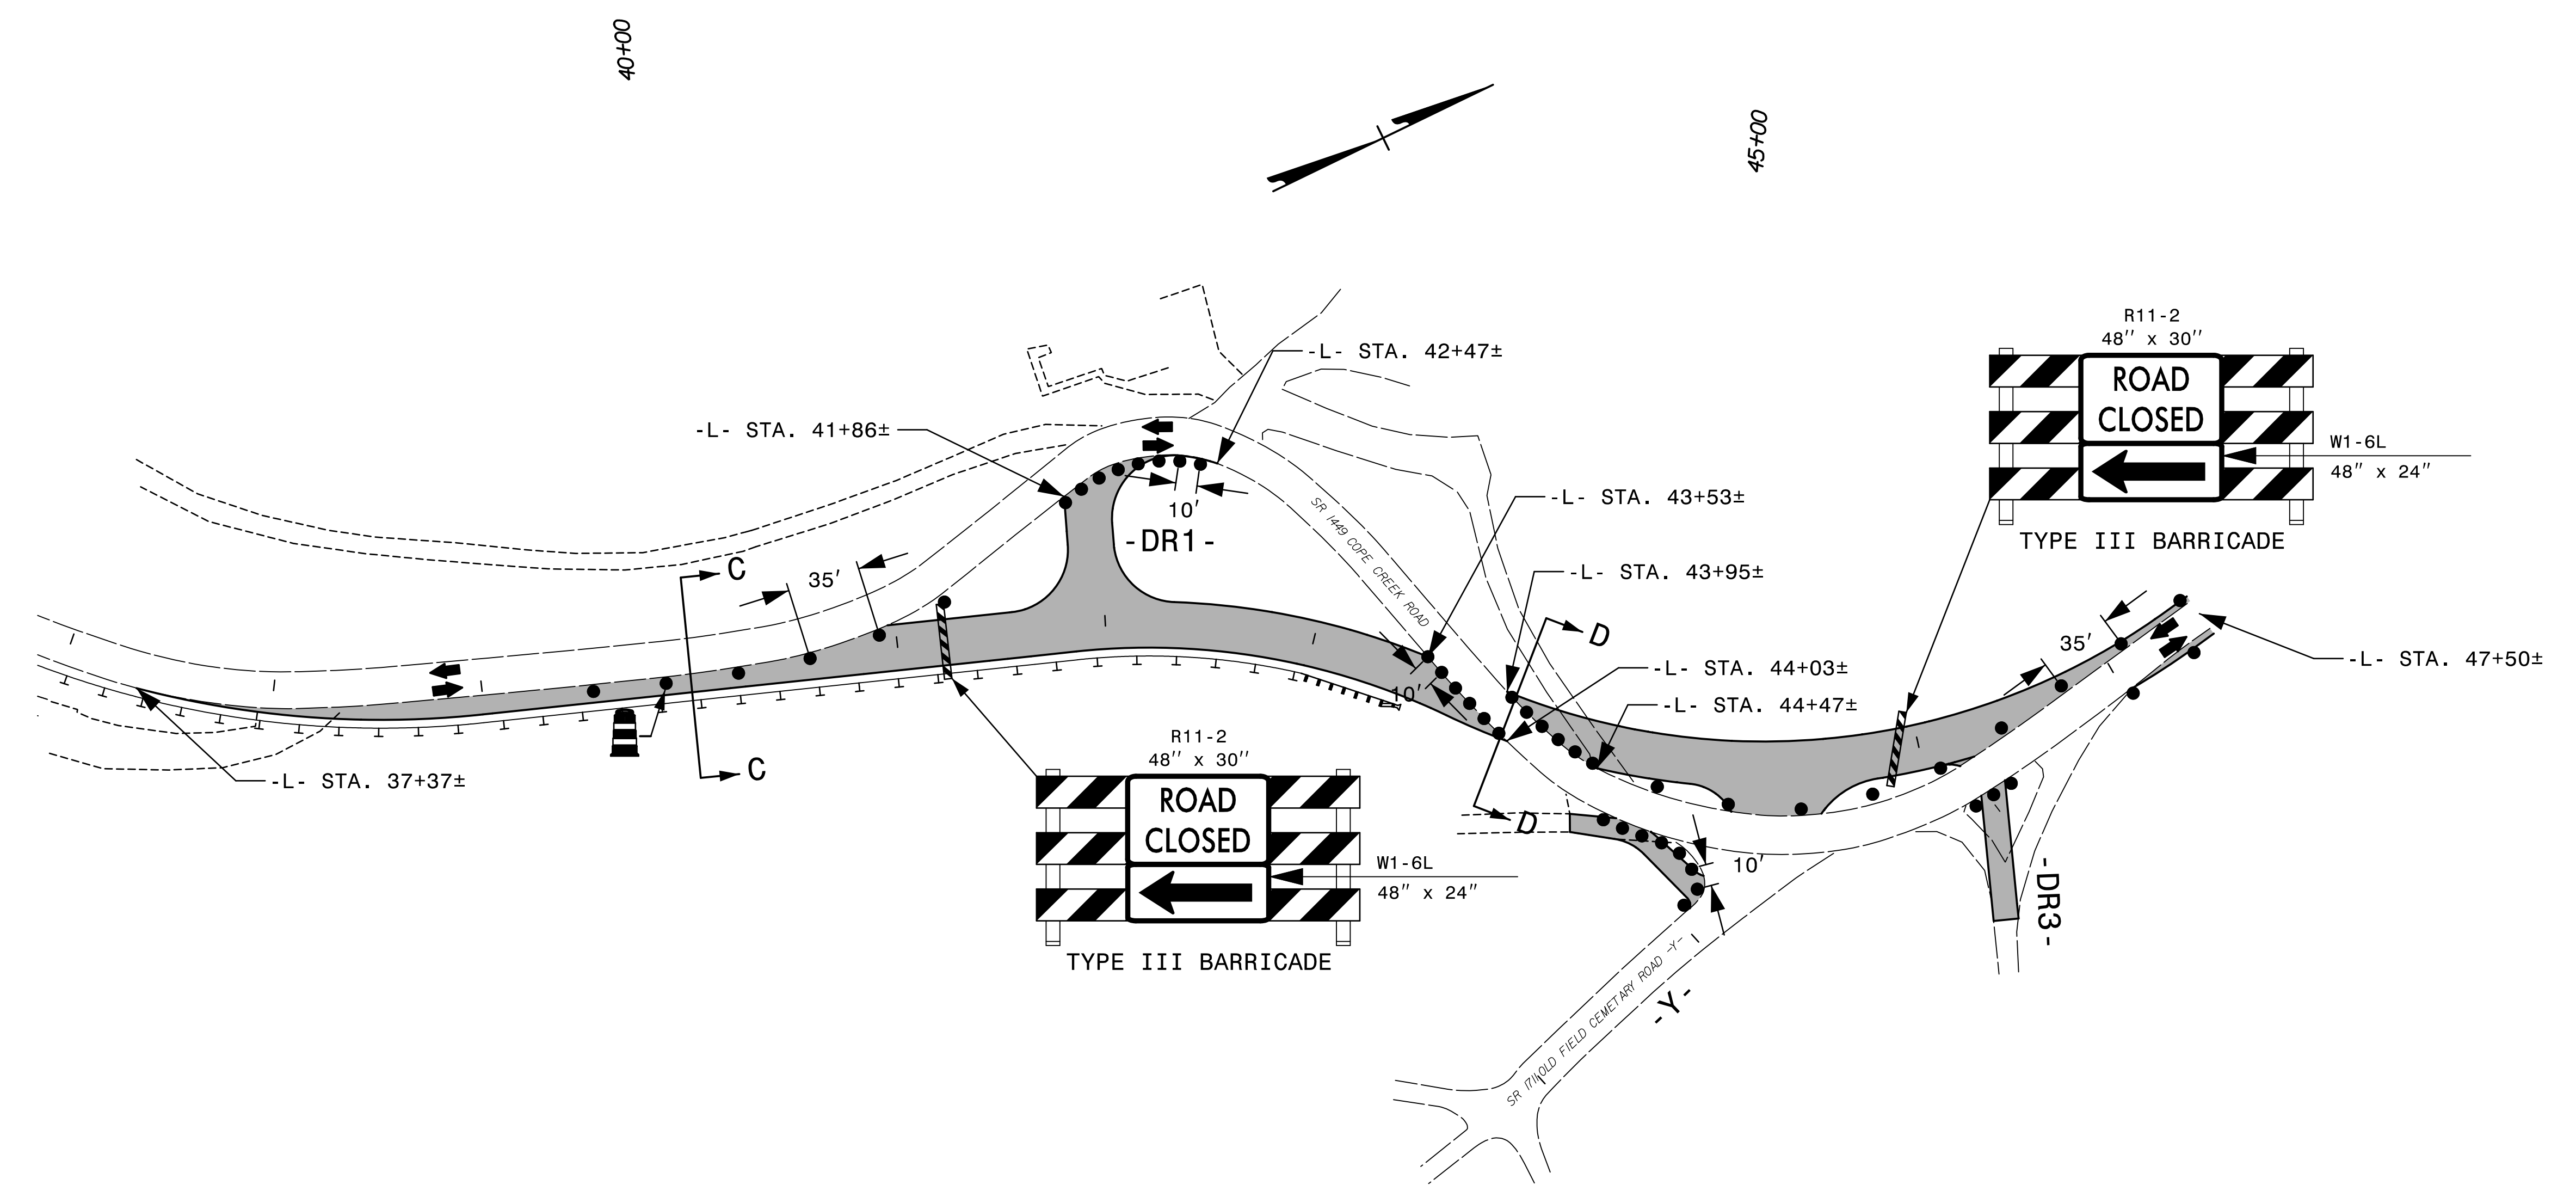 40+00
45+00
-L- STA. 42+47±
-L- STA. 41+86±
10′
-DR1-
SR 1449 COPE CREEK ROAD
-L- STA. 43+53±
-L- STA. 43+95±
C
35′
C
D
-L- STA. 44+03±
-L- STA. 44+47±
10′
D
-L- STA. 37+37±
R11-2
48″ x 30″
ROAD
CLOSED
W1-6L
48″ x 24″
TYPE III BARRICADE
R11-2
48″ x 30″
ROAD
CLOSED
W1-6L
48″ x 24″
TYPE III BARRICADE
35′
-L- STA. 47+50±
10′
-DR3-
SR 1711 OLD FIELD CEMETARY ROAD -Y-
-Y-